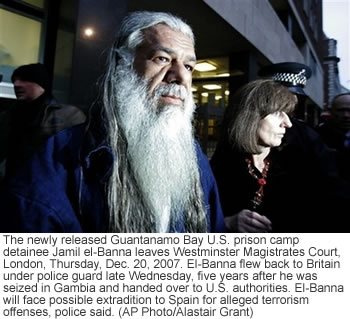 The newly released Guantanamo Bay U.S. prison camp
detainee Jamil el-Banna leaves Westminster Magistrates Court,
London, Thursday, Dec. 20, 2007. El-Banna flew back to Britain
under police guard late Wednesday, five years after he was
seized in Gambia and handed over to U.S. authorities. El-Banna
will face possible extradition to Spain for alleged terrorism
offenses, police said. (AP Photo/Alastair Grant)